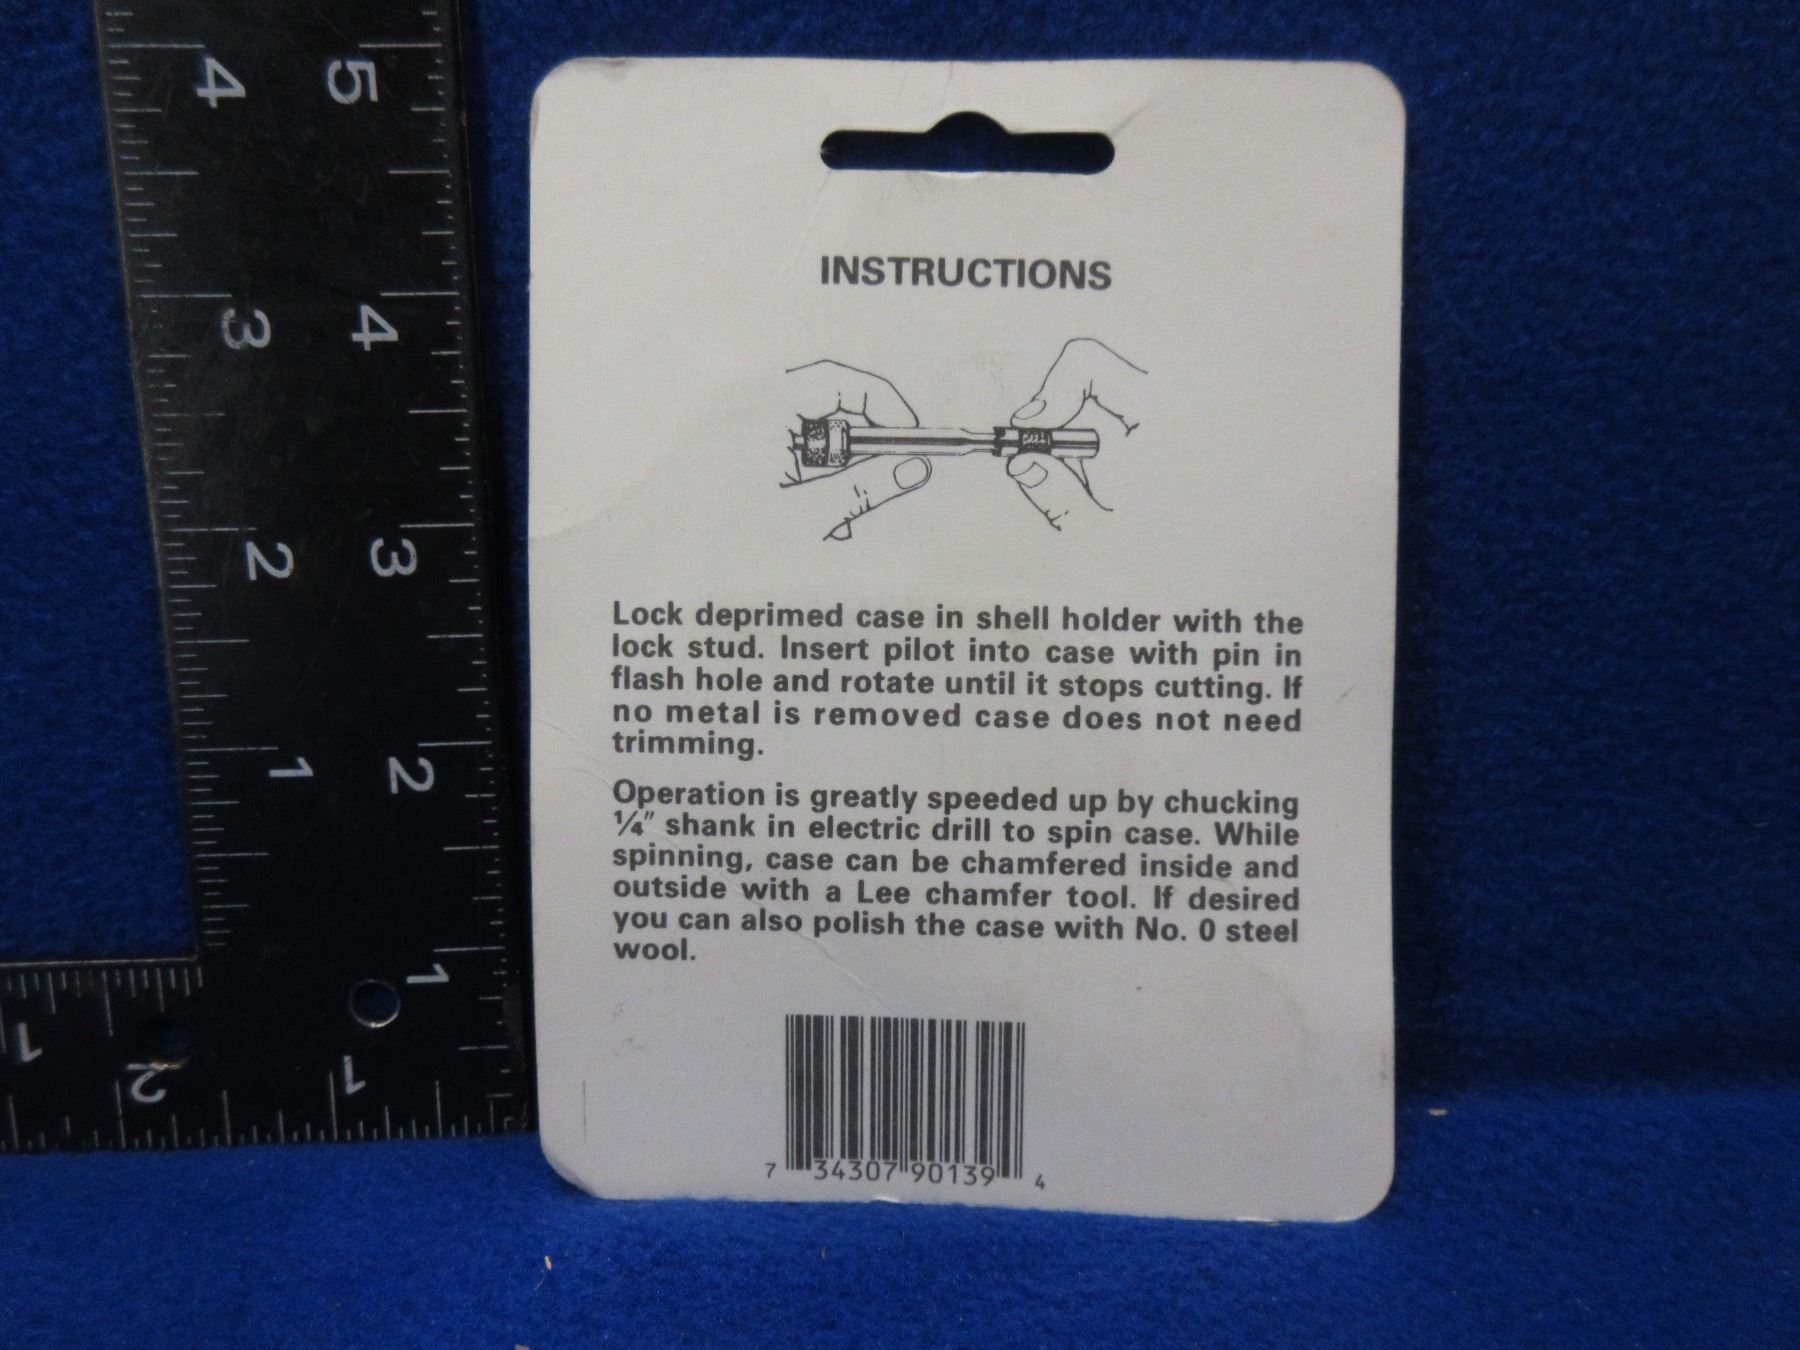 4 5
3 4
2 3
1 2
1
1 2 1
INSTRUCTIONS
Lock deprimed case in shell holder with the
lock stud. Insert pilot into case with pin in
flash hole and rotate until it stops cutting. If
no metal is removed case does not need
trimming.
Operation is greatly speeded up by chucking
¼" shank in electric drill to spin case. While
spinning, case can be chamfered inside and
outside with a Lee chamfer tool. If desired
you can also polish the case with No. 0 steel
wool.
7 34307 90139 4